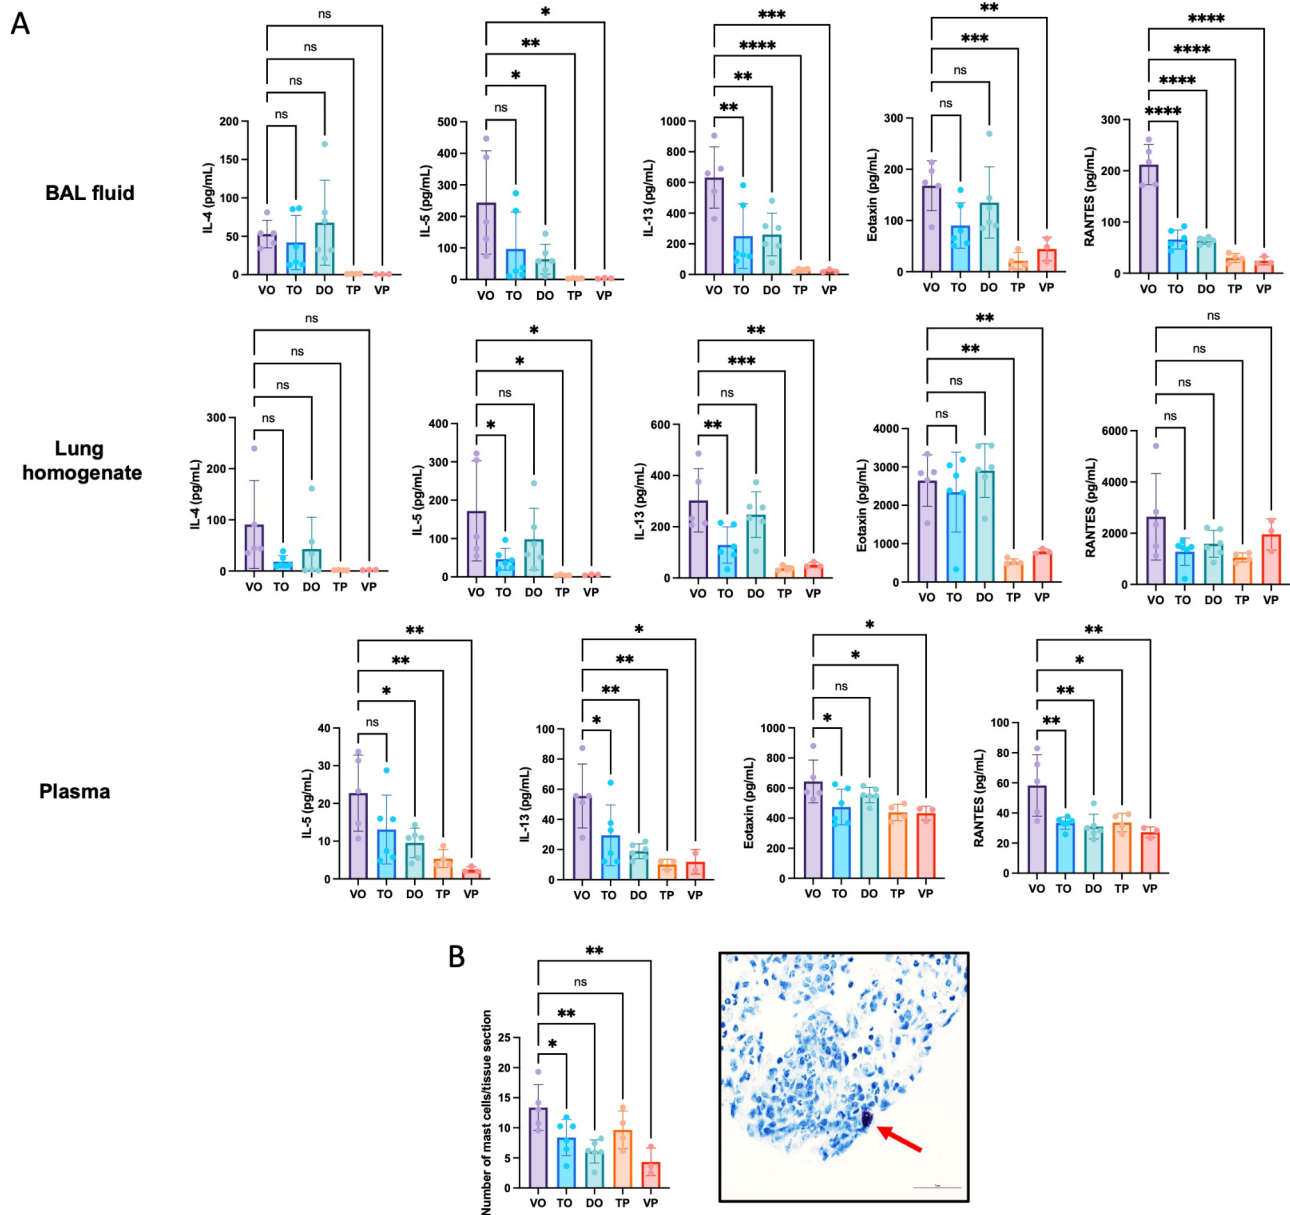 A
BAL fluid
ns
ns
ns
ns
IL-4 (pg/mL)
200
150
100
50
0
VO TO DO TP VP
*
**
*
ns
IL-5 (pg/mL)
500
400
300
200
100
0
VO TO DO TP VP
***
****
**
**
IL-13 (pg/mL)
1000
800
600
400
200
0
VO TO DO TP VP
**
***
ns
ns
Eotaxin (pg/mL)
300
200
100
0
VO TO DO TP VP
****
****
****
****
RANTES (pg/mL)
300
200
100
0
VO TO DO TP VP
Lung
homogenate
ns
ns
ns
ns
IL-4 (pg/mL)
300
200
100
0
VO TO DO TP VP
*
*
ns
*
IL-5 (pg/mL)
400
300
200
100
0
VO TO DO TP VP
**
***
ns
**
IL-13 (pg/mL)
600
400
200
0
VO TO DO TP VP
**
**
ns
ns
Eotaxin (pg/mL)
4000
3000
2000
1000
0
VO TO DO TP VP
ns
ns
ns
ns
RANTES (pg/mL)
6000
4000
2000
0
VO TO DO TP VP
Plasma
**
**
*
ns
IL-5 (pg/mL)
40
30
20
10
0
VO TO DO TP VP
*
**
**
*
IL-13 (pg/mL)
100
80
60
40
20
0
VO TO DO TP VP
*
*
ns
*
Eotaxin (pg/mL)
1000
800
600
400
200
0
VO TO DO TP VP
**
*
**
**
RANTES (pg/mL)
100
80
60
40
20
0
VO TO DO TP VP
B
**
ns
**
*
Number of mast cells/tissue section
25
20
15
10
5
0
VO TO DO TP VP